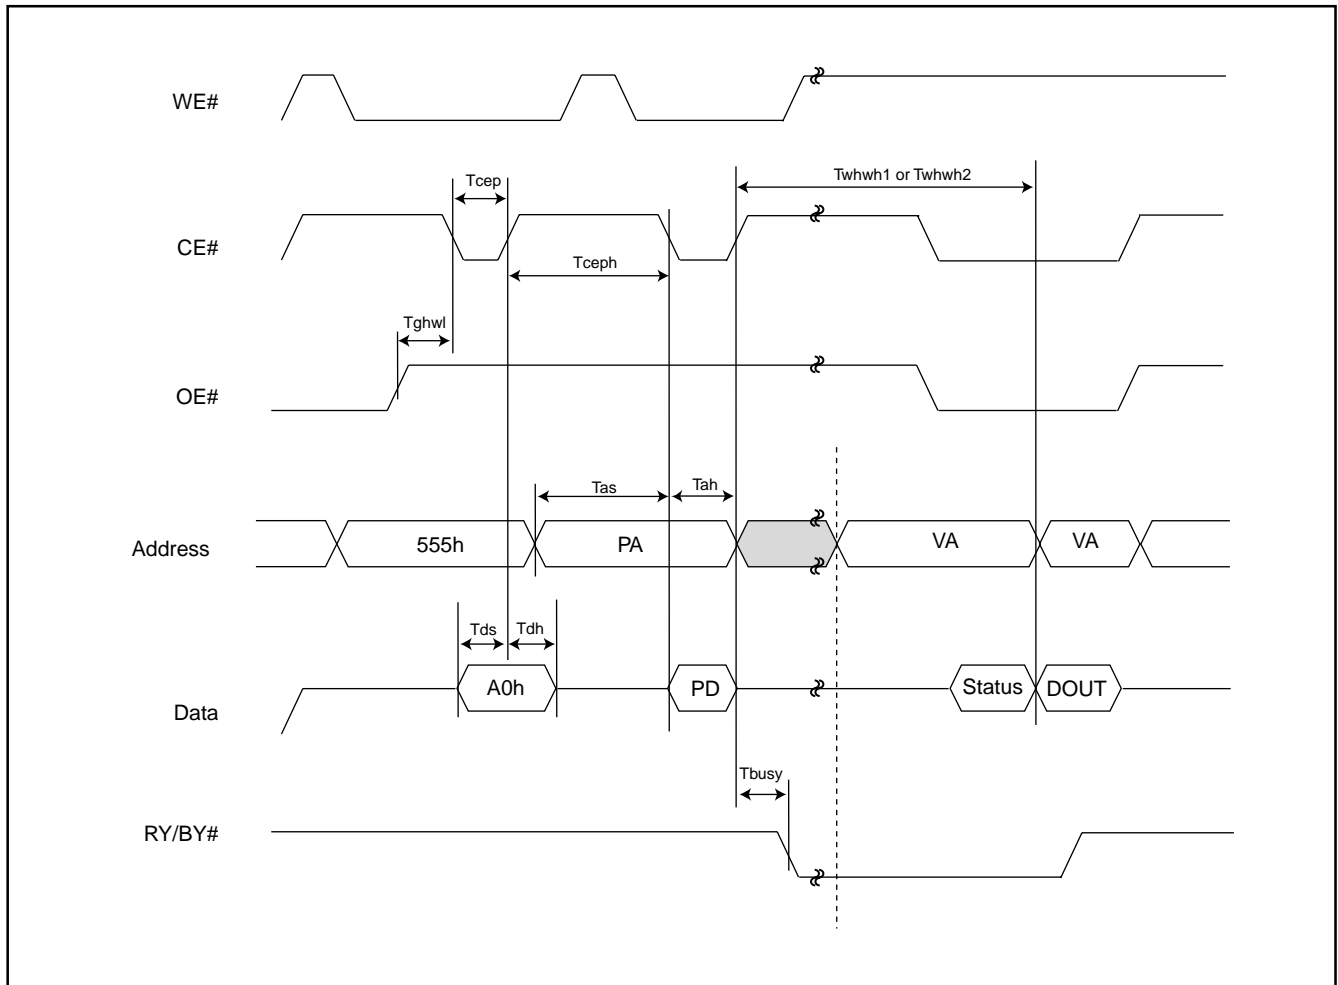 WE#
Tcep
Twhwh1 or Twhwh2
CE#
Tceph
Tghwl
OE#
Tas
Tah
Address
555h
PA
VA
VA
Tds
Tdh
Data
A0h
PD
Status
DOUT
Tbusy
RY/BY#